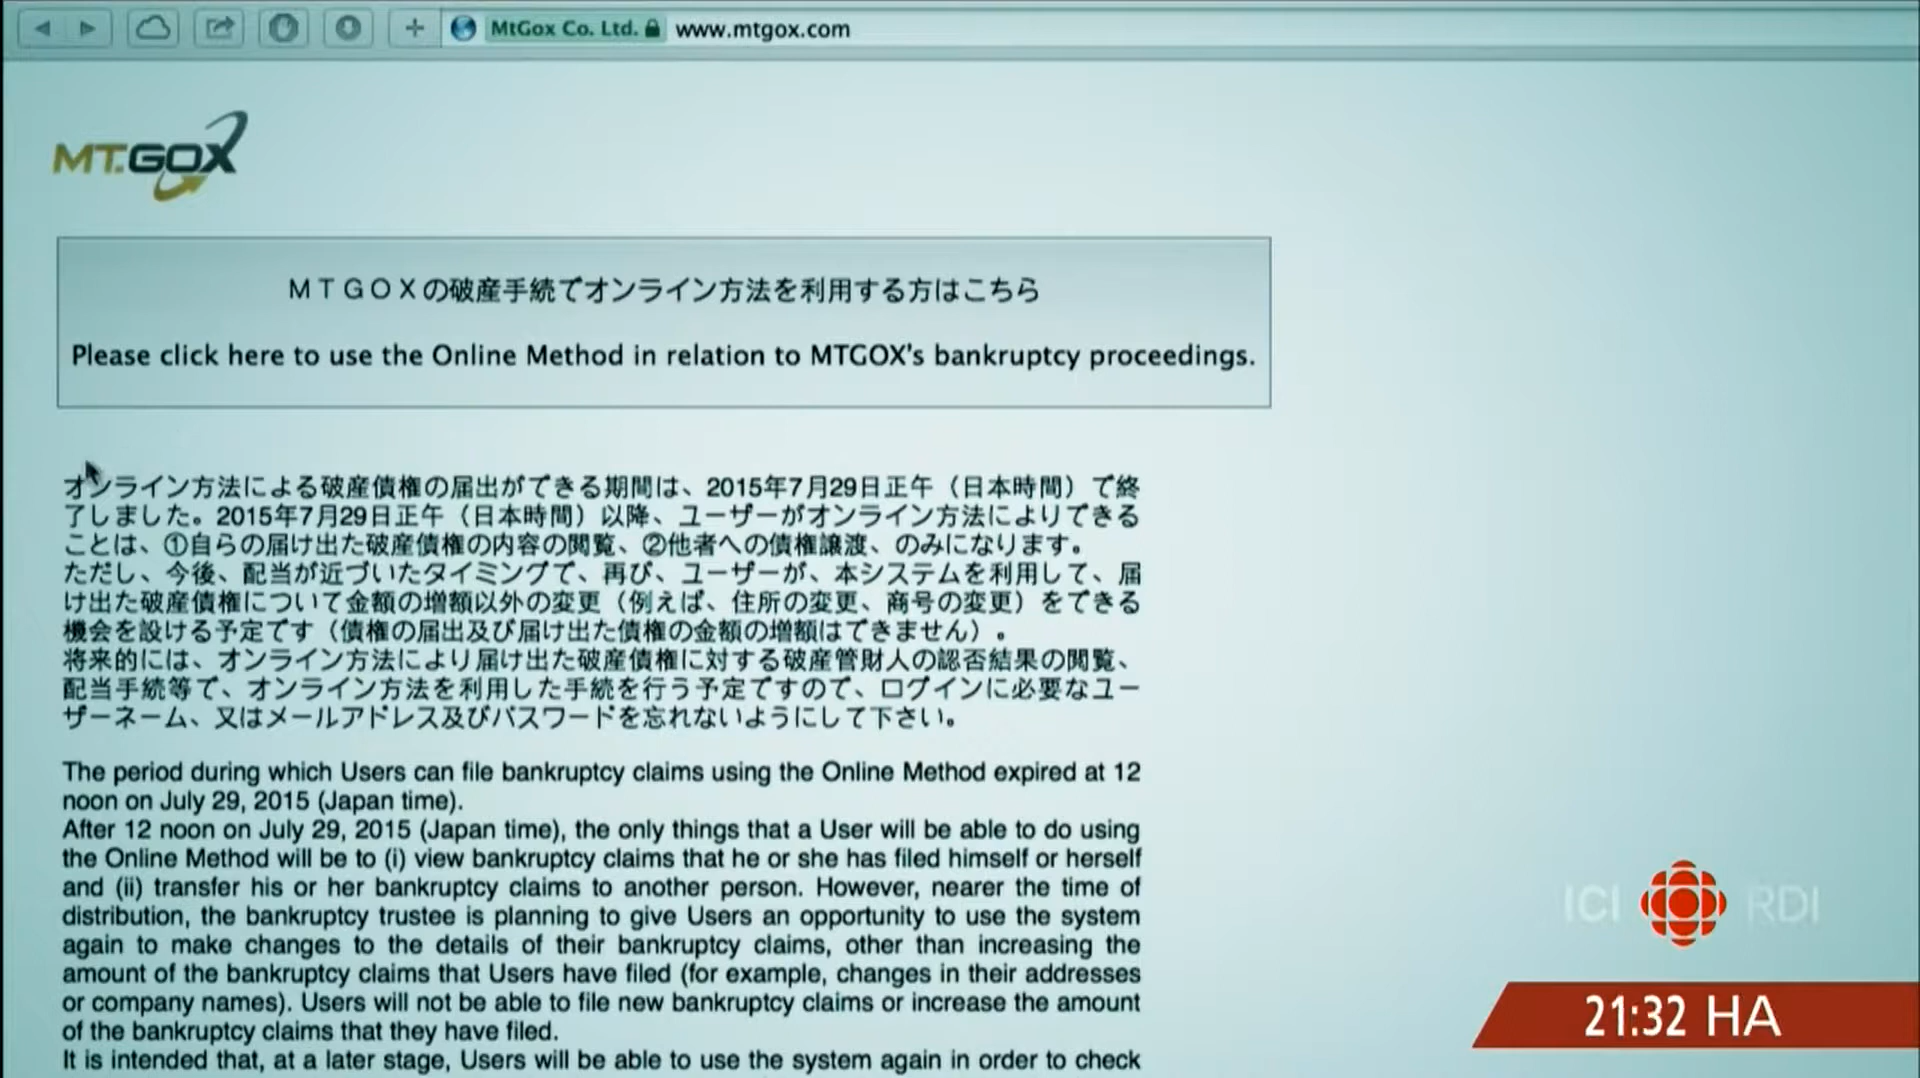 MtGox Co. Ltd. www.mtgox.com
MT.GOX
ＭＴＧＯＸの破産手続でオンライン方法を利用する方はこちら
Please click here to use the Online Method in relation to MTGOX's bankruptcy proceedings.
オンライン方法による破産債権の届出ができる期間は、2015年7月29日正午（日本時間）で終
了しました。2015年7月29日正午（日本時間）以降、ユーザーがオンライン方法によりできる
ことは、①自らの届け出た破産債権の内容の閲覧、②他者への債権譲渡、のみになります。
ただし、今後、配当が近づいたタイミングで、再び、ユーザーが、本システムを利用して、届
け出た破産債権について金額の増額以外の変更（例えば、住所の変更、商号の変更）をできる
機会を設ける予定です（債権の届出及び届け出た債権の金額の増額はできません）。
将来的には、オンライン方法により届け出た破産債権に対する破産管財人の認否結果の閲覧、
配当手続等で、オンライン方法を利用した手続を行う予定ですので、ログインに必要なユー
ザーネーム、又はメールアドレス及びパスワードを忘れないようにして下さい。
The period during which Users can file bankruptcy claims using the Online Method expired at 12
noon on July 29, 2015 (Japan time).
After 12 noon on July 29, 2015 (Japan time), the only things that a User will be able to do using
the Online Method will be to (i) view bankruptcy claims that he or she has filed himself or herself
and (ii) transfer his or her bankruptcy claims to another person. However, nearer the time of
distribution, the bankruptcy trustee is planning to give Users an opportunity to use the system
again to make changes to the details of their bankruptcy claims, other than increasing the
amount of the bankruptcy claims that Users have filed (for example, changes in their addresses
or company names). Users will not be able to file new bankruptcy claims or increase the amount
of the bankruptcy claims that they have filed.
It is intended that, at a later stage, Users will be able to use the system again in order to check
ICI RDI
21:32 HA